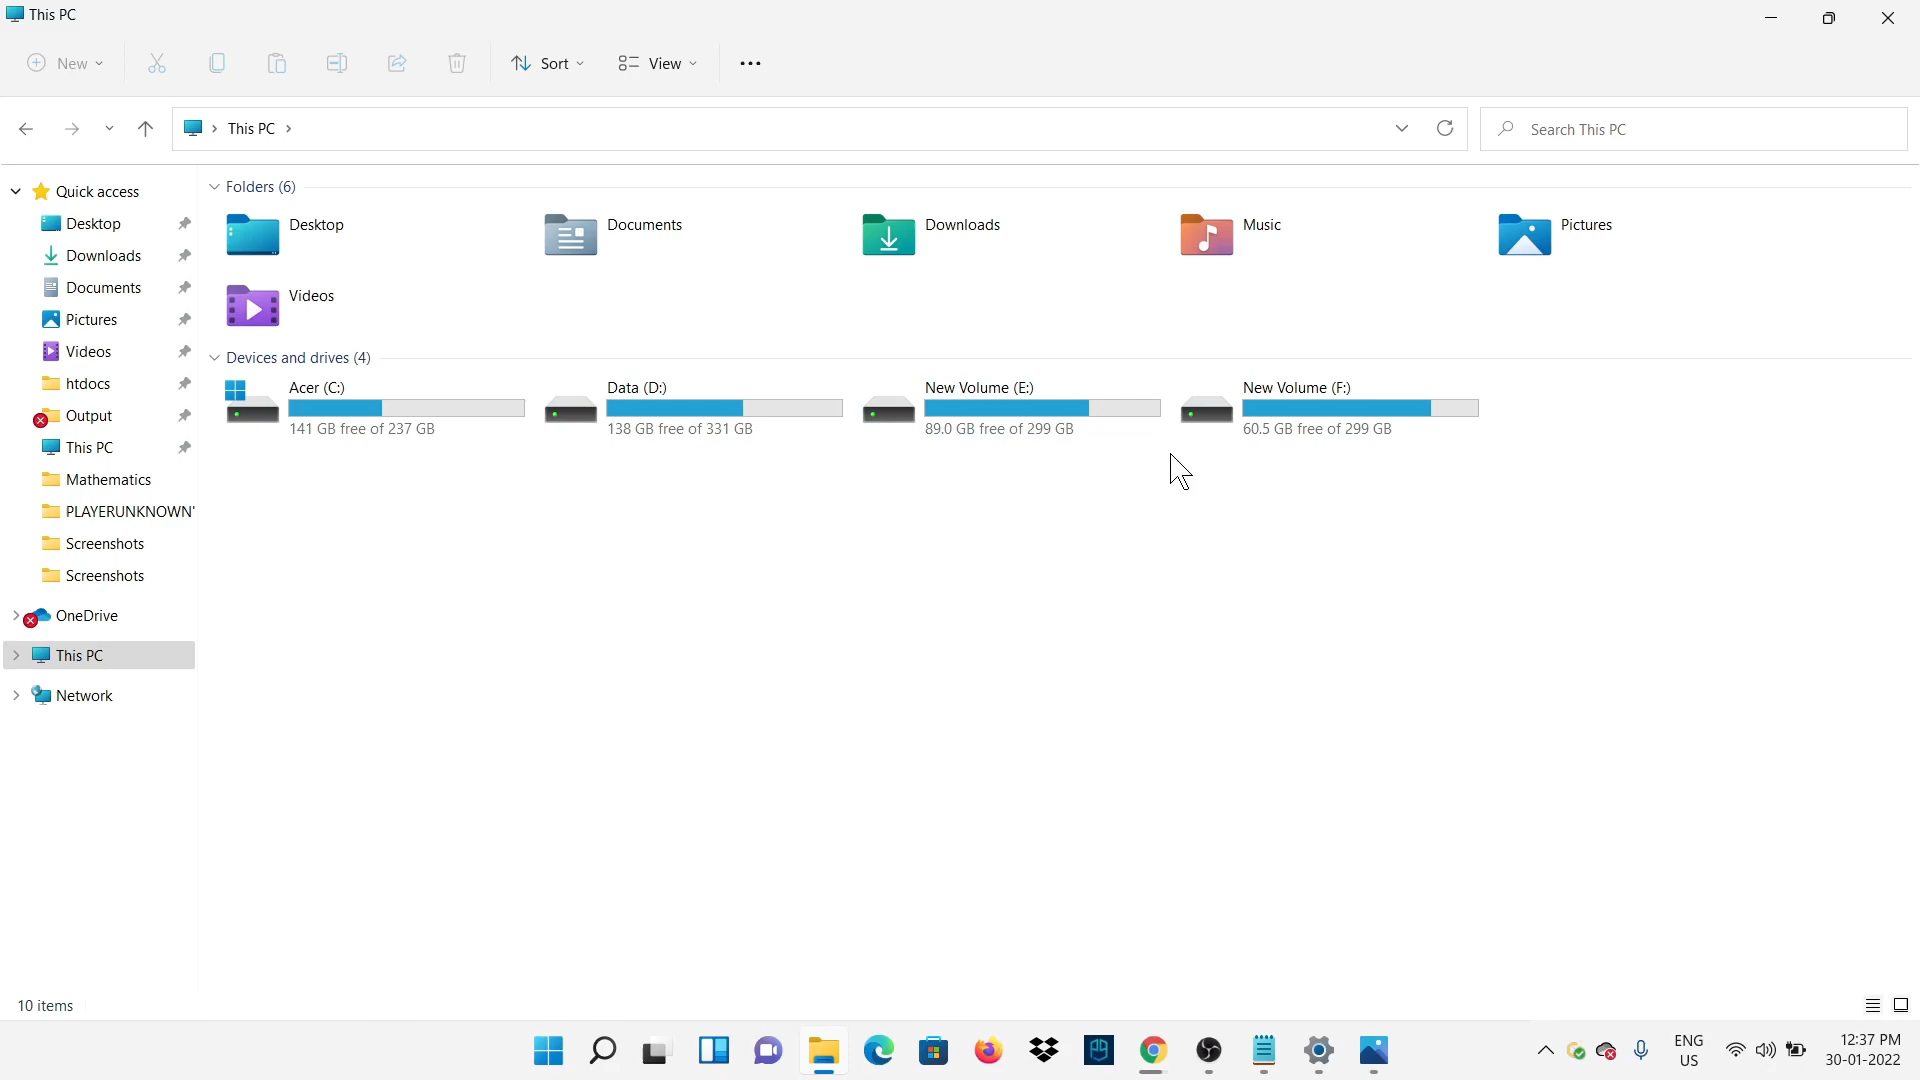 This PC
New
Sort
View
This PC
Search This PC
Quick access
Desktop
Downloads
Documents
Pictures
Videos
htdocs
Output
This PC
Mathematics
PLAYERUNKNOWN'
Screenshots
Screenshots
OneDrive
This PC
Network
Folders (6)
Desktop
Documents
Downloads
Music
Pictures
Videos
Devices and drives (4)
Acer (C:)
141 GB free of 237 GB
Data (D:)
138 GB free of 331 GB
New Volume (E:)
89.0 GB free of 299 GB
New Volume (F:)
60.5 GB free of 299 GB
10 items
ENG
US
12:37 PM
30-01-2022